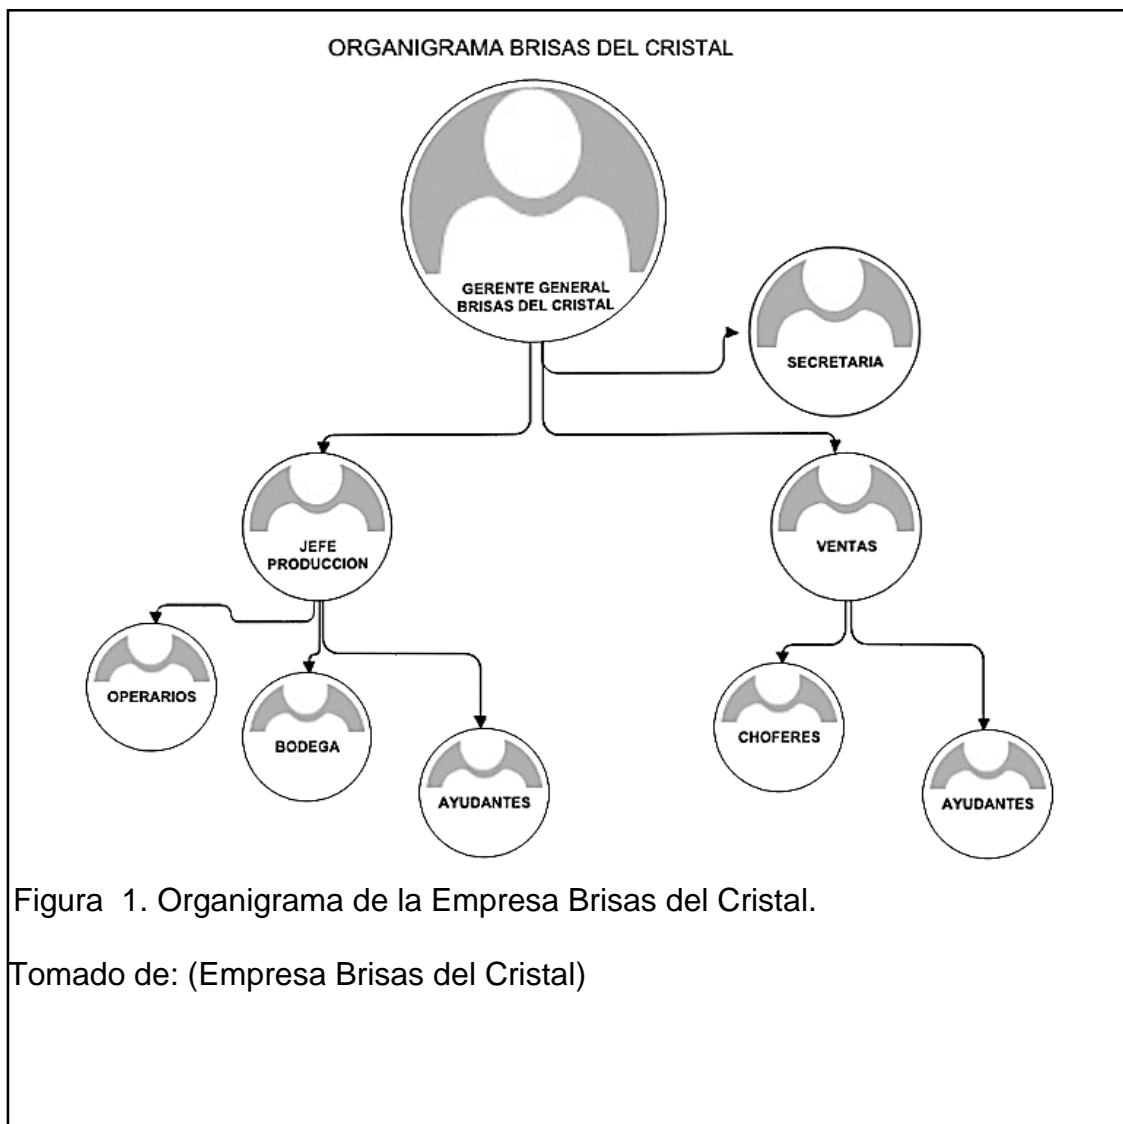 ORGANIGRAMA BRISAS DEL CRISTAL
GERENTE GENERAL
BRISAS DEL CRISTAL
SECRETARIA
JEFE
PRODUCCION
VENTAS
OPERARIOS
BODEGA
AYUDANTES
CHOFERES
AYUDANTES
Figura 1. Organigrama de la Empresa Brisas del Cristal.
Tomado de: (Empresa Brisas del Cristal)